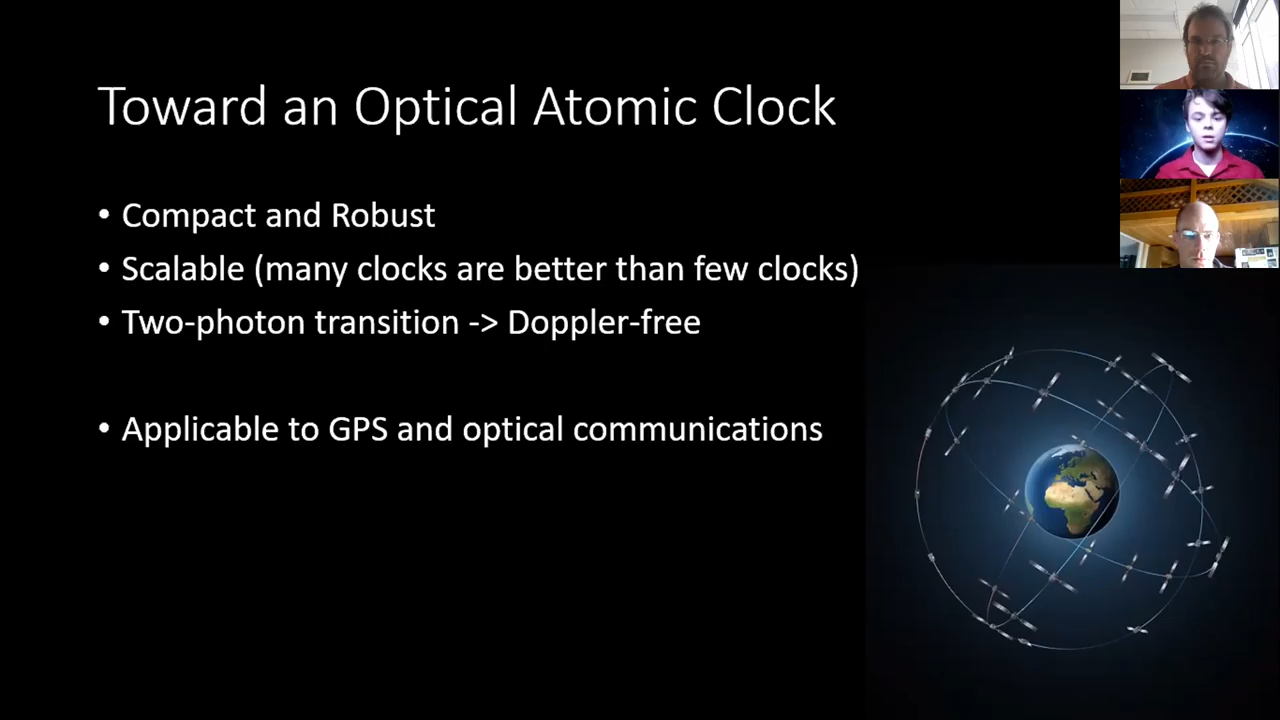 Toward an Optical Atomic Clock
• Compact and Robust
• Scalable (many clocks are better than few clocks)
• Two-photon transition -> Doppler-free
• Applicable to GPS and optical communications